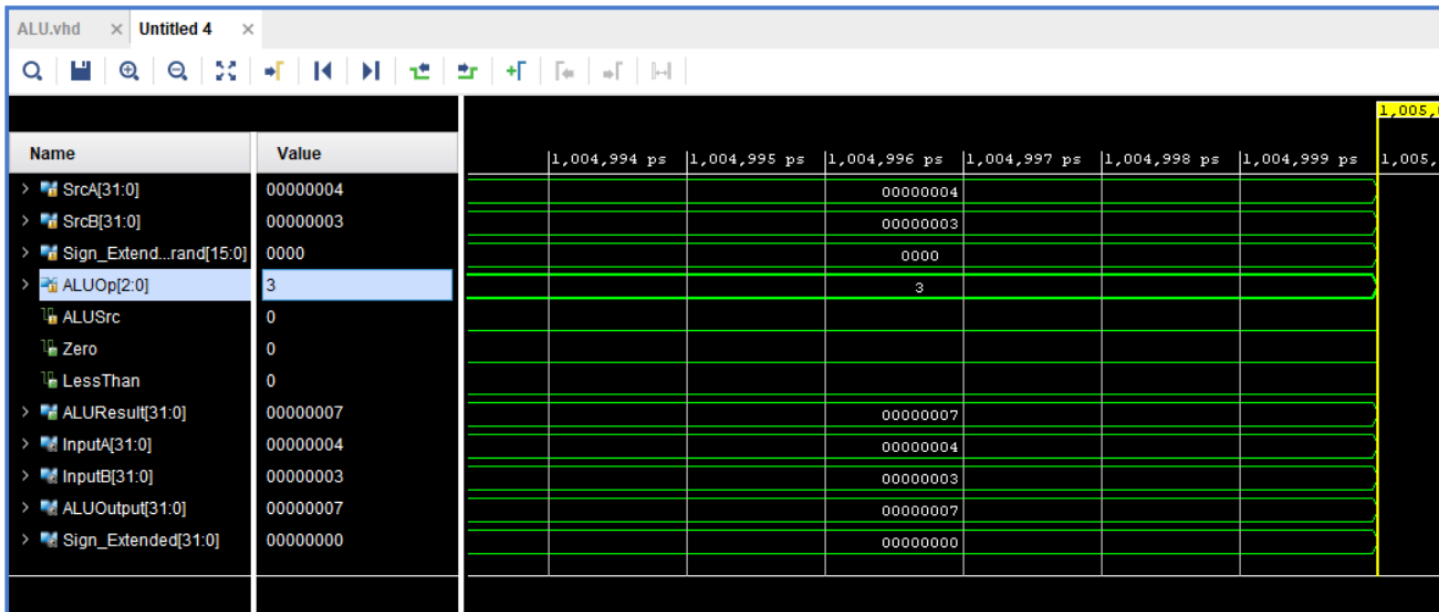 ALU.vhd × Untitled 4 ×
1,005,
Name Value
1,004,994 ps 1,004,995 ps 1,004,996 ps 1,004,997 ps 1,004,998 ps 1,004,999 ps 1,005,
SrcA[31:0] 00000004 00000004
SrcB[31:0] 00000003 00000003
Sign_Extend...rand[15:0] 0000 0000
ALUOp[2:0] 3 3
ALUSrc 0
Zero 0
LessThan 0
ALUResult[31:0] 00000007 00000007
InputA[31:0] 00000004 00000004
InputB[31:0] 00000003 00000003
ALUOutput[31:0] 00000007 00000007
Sign_Extended[31:0] 00000000 00000000